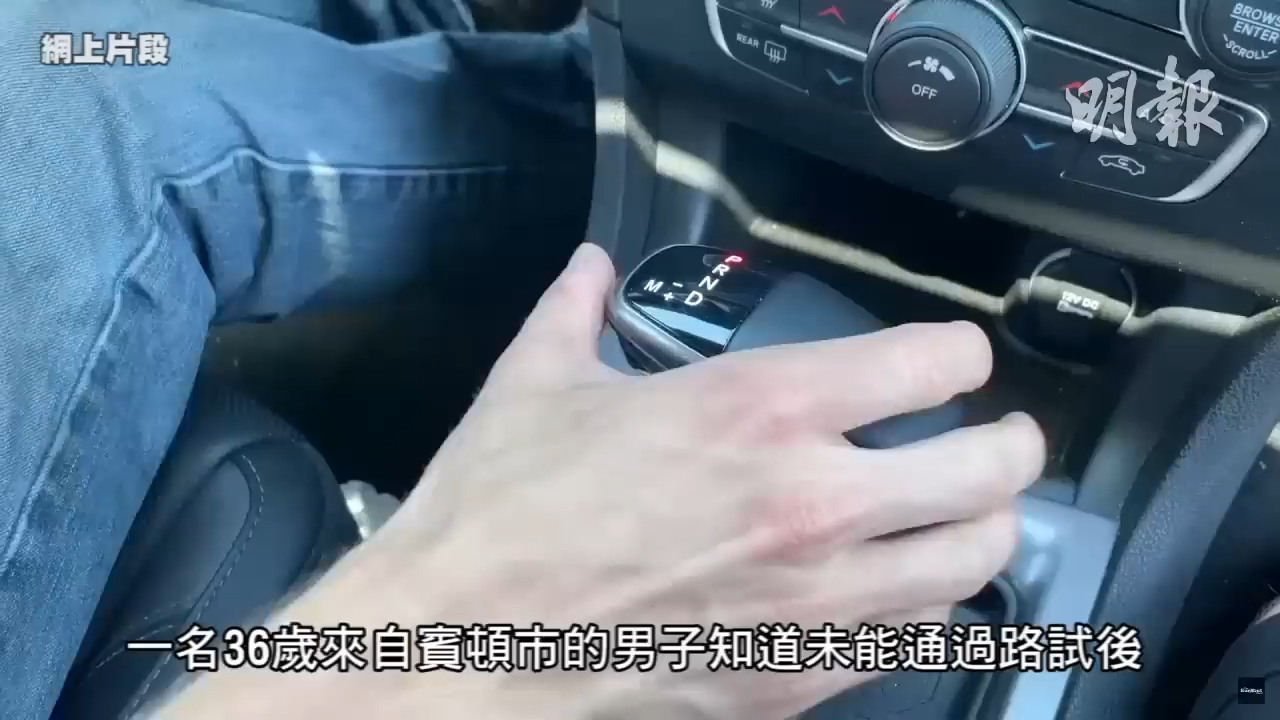 網上片段
明報
REAR
OFF
BROWSE
ENTER
SCROLL
P
R
N
D
M
-
+
12V DC
一名36歲來自賓頓市的男子知道未能通過路試後